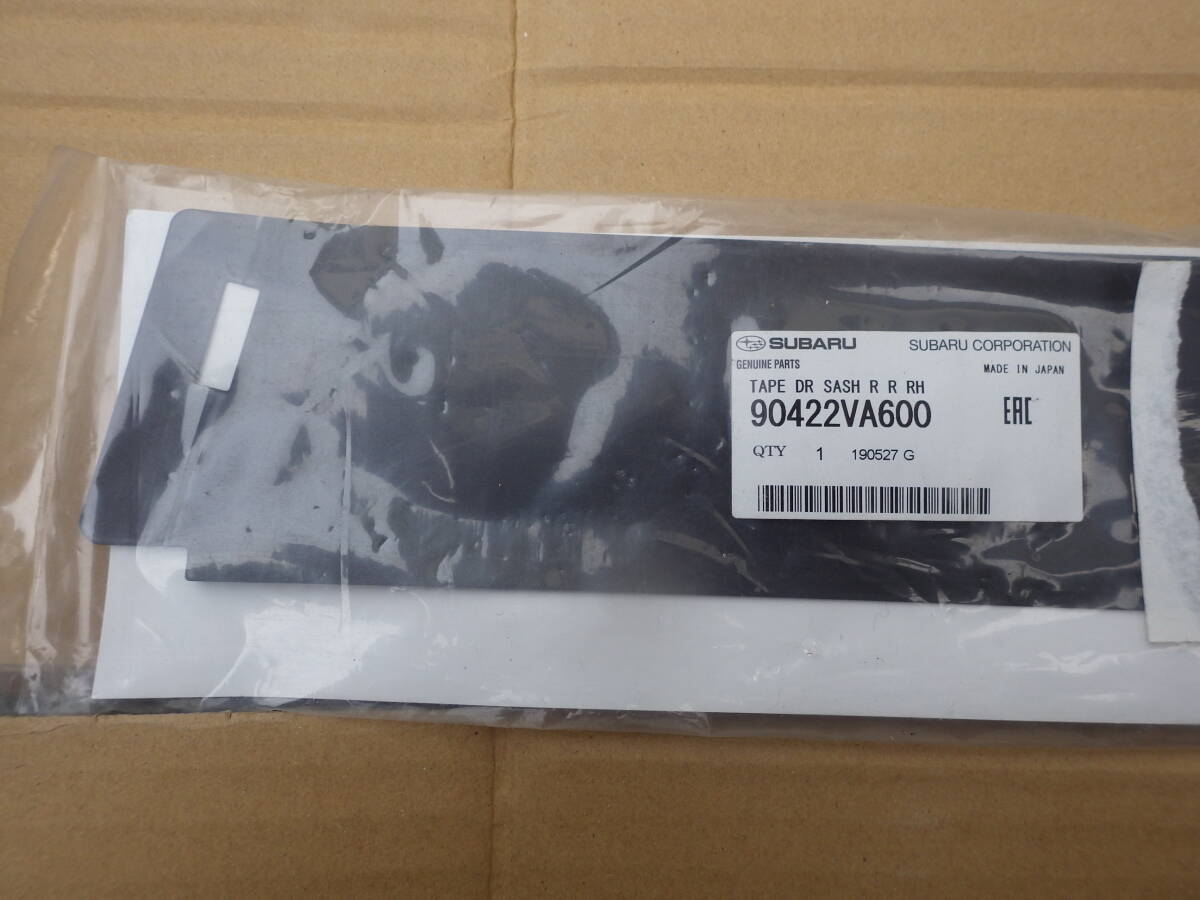 SUBARU SUBARU CORPORATION
GENUINE PARTS MADE IN JAPAN
TAPE DR SASH R R RH
90422VA600 EAC
QTY 1 190527 G